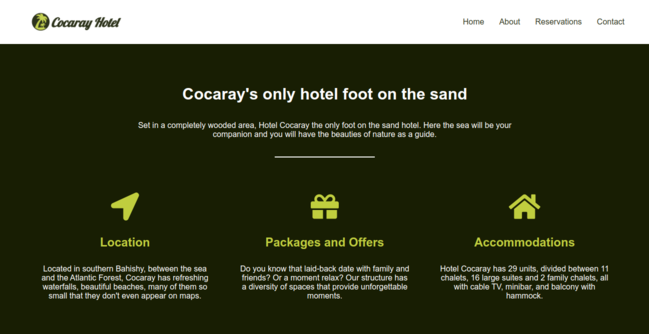 Cocaray Hotel
Home About Reservations Contact
Cocaray's only hotel foot on the sand
Set in a completely wooded area, Hotel Cocaray the only foot on the sand hotel. Here the sea will be your
companion and you will have the beauties of nature as a guide.
Location
Located in southern Bahishy, between the sea
and the Atlantic Forest, Cocaray has refreshing
waterfalls, beautiful beaches, many of them so
small that they don't even appear on maps.
Packages and Offers
Do you know that laid-back date with family and
friends? Or a moment relax? Our structure has
a diversity of spaces that provide unforgettable
moments.
Accommodations
Hotel Cocaray has 29 units, divided between 11
chalets, 16 large suites and 2 family chalets, all
with cable TV, minibar, and balcony with
hammock.